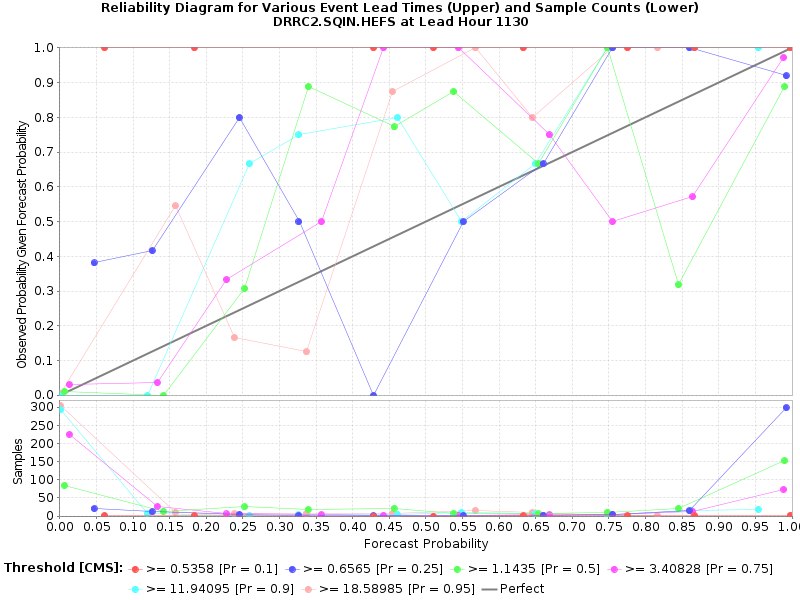 Reliability Diagram for Various Event Lead Times (Upper) and Sample Counts (Lower)
DRRC2.SQIN.HEFS at Lead Hour 1130
Observed Probability Given Forecast Probability
1.0
0.9
0.8
0.7
0.6
0.5
0.4
0.3
0.2
0.1
0.0
Samples
300
250
200
150
100
50
0
0.00 0.05 0.10 0.15 0.20 0.25 0.30 0.35 0.40 0.45 0.50 0.55 0.60 0.65 0.70 0.75 0.80 0.85 0.90 0.95 1.00
Forecast Probability
Threshold [CMS]: >= 0.5358 [Pr = 0.1] >= 0.6565 [Pr = 0.25] >= 1.1435 [Pr = 0.5] >= 3.40828 [Pr = 0.75]
>= 11.94095 [Pr = 0.9] >= 18.58985 [Pr = 0.95] Perfect